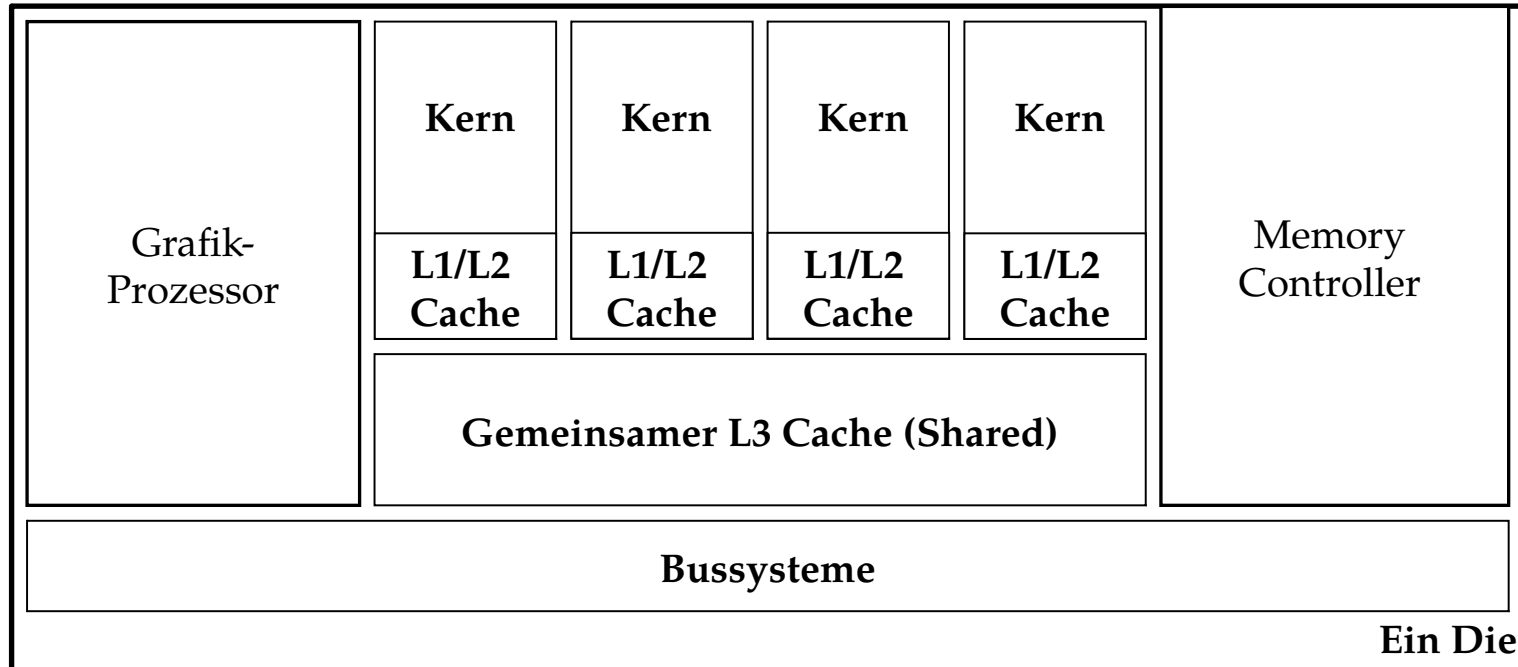 Grafik-
Prozessor
Kern
L1/L2
Cache
Kern
L1/L2
Cache
Kern
L1/L2
Cache
Kern
L1/L2
Cache
Memory
Controller
Gemeinsamer L3 Cache (Shared)
Bussysteme
Ein Die